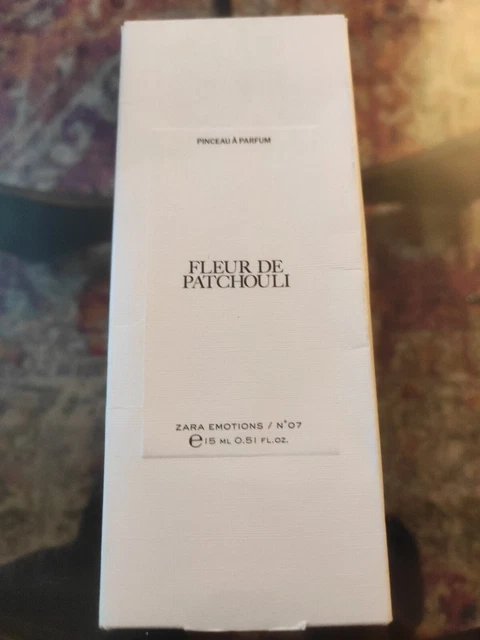 PINCEAU À PARFUM
FLEUR DE
PATCHOULI
ZARA EMOTIONS / N°07
℮15 ML 0.51 FL.OZ.